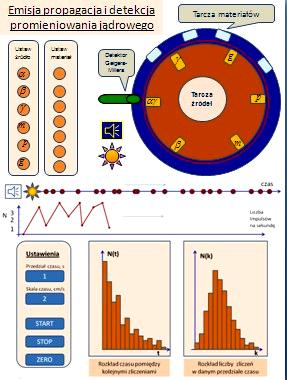 Emisja propagacja i detekcja
promieniowania jądrowego
Tarcza materiałów
Ustaw
źródło
Ustaw
materiał
Detektor
Geigera-
Millera
Tarcza
źródeł
α
β
γ
m
P
E
czas
N
3
2
1
Liczba
impulsów
na sekundę
Ustawienia
Przedział czasu, s
1
Skala czasu, cm/s
2
START
STOP
ZERO
N(t)
t
Rozkład czasu pomiędzy
kolejnymi zliczeniami
N(k)
k
Rozkład liczby zliczeń
w danym przedziale czasu